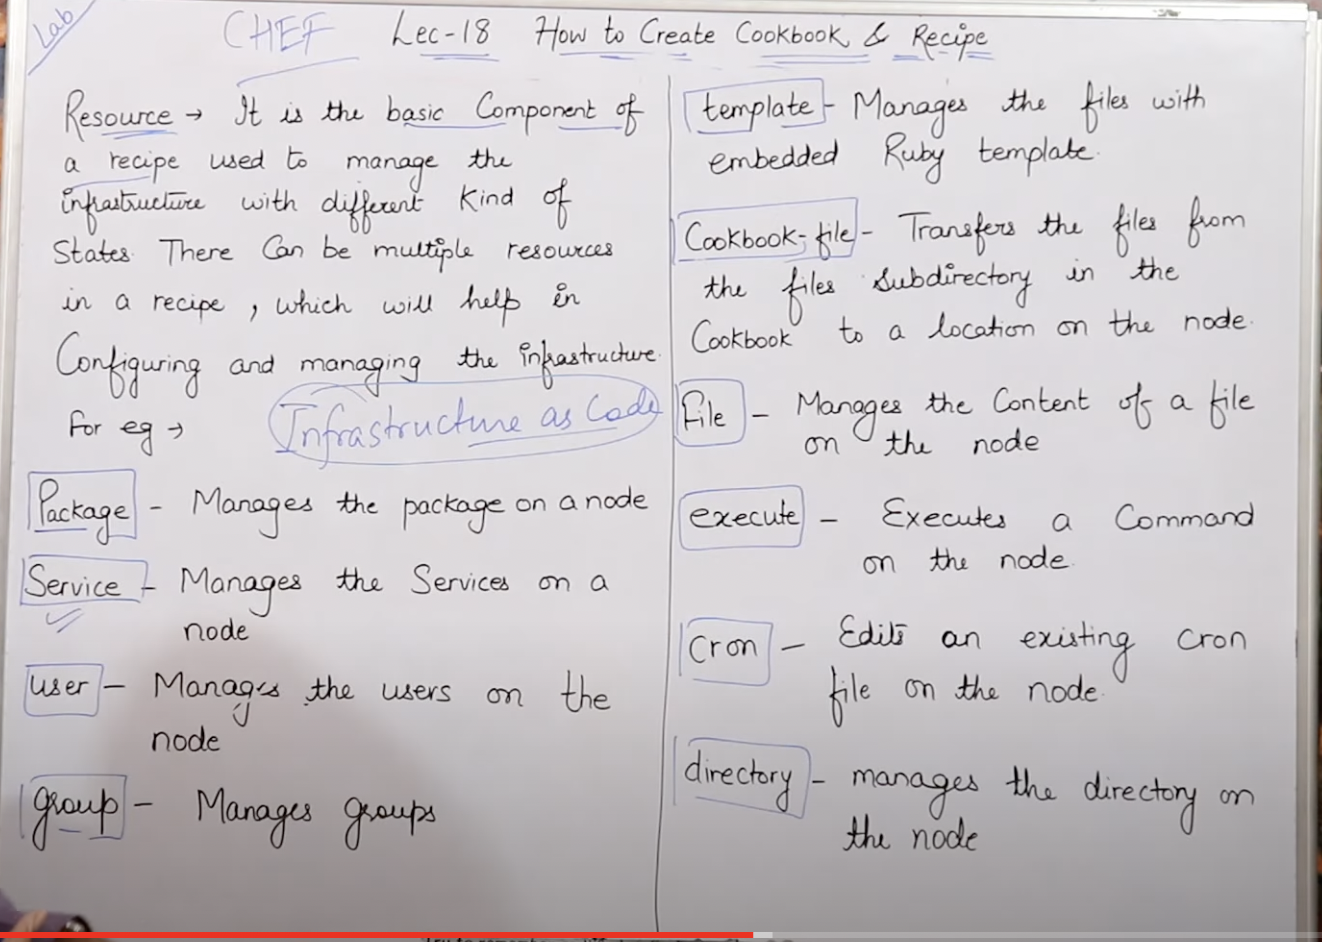 Lab
CHEF Lec-18 How to Create Cookbook & Recipe
Resource → It is the basic Component of
a recipe used to manage the
infrastructure with different Kind of
States. There Can be multiple resources
in a recipe, which will help in
Configuring and managing the infrastructure.
For eg →
Infrastructure as Code
Package - Manages the package on a node
Service - Manages the Services on a
node
user - Manages the users on the
node
group - Manages groups
template - Manages the files with
embedded Ruby template.
Cookbook-file - Transfers the files from
the files subdirectory in the
Cookbook to a location on the node.
File - Manages the Content of a file
on the node
execute - Executes a Command
on the node.
Cron - Edits an existing cron
file on the node.
directory - manages the directory on
the node